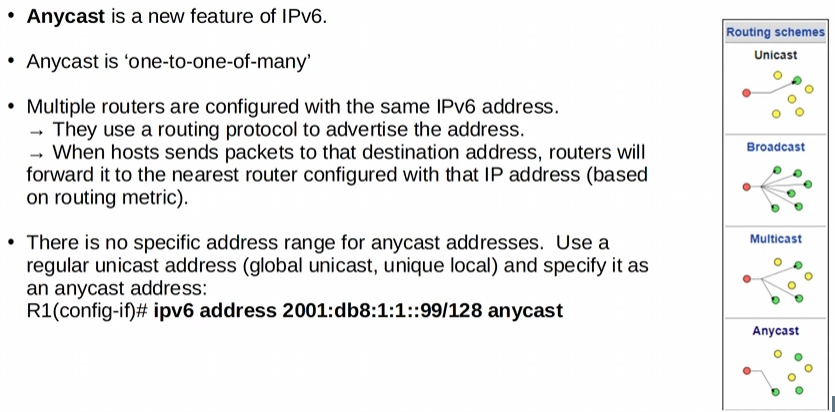 • Anycast is a new feature of IPv6.
• Anycast is ‘one-to-one-of-many’
• Multiple routers are configured with the same IPv6 address.
→ They use a routing protocol to advertise the address.
→ When hosts sends packets to that destination address, routers will
forward it to the nearest router configured with that IP address (based
on routing metric).
• There is no specific address range for anycast addresses. Use a
regular unicast address (global unicast, unique local) and specify it as
an anycast address:
R1(config-if)# ipv6 address 2001:db8:1:1::99/128 anycast
Routing schemes
Unicast
Broadcast
Multicast
Anycast